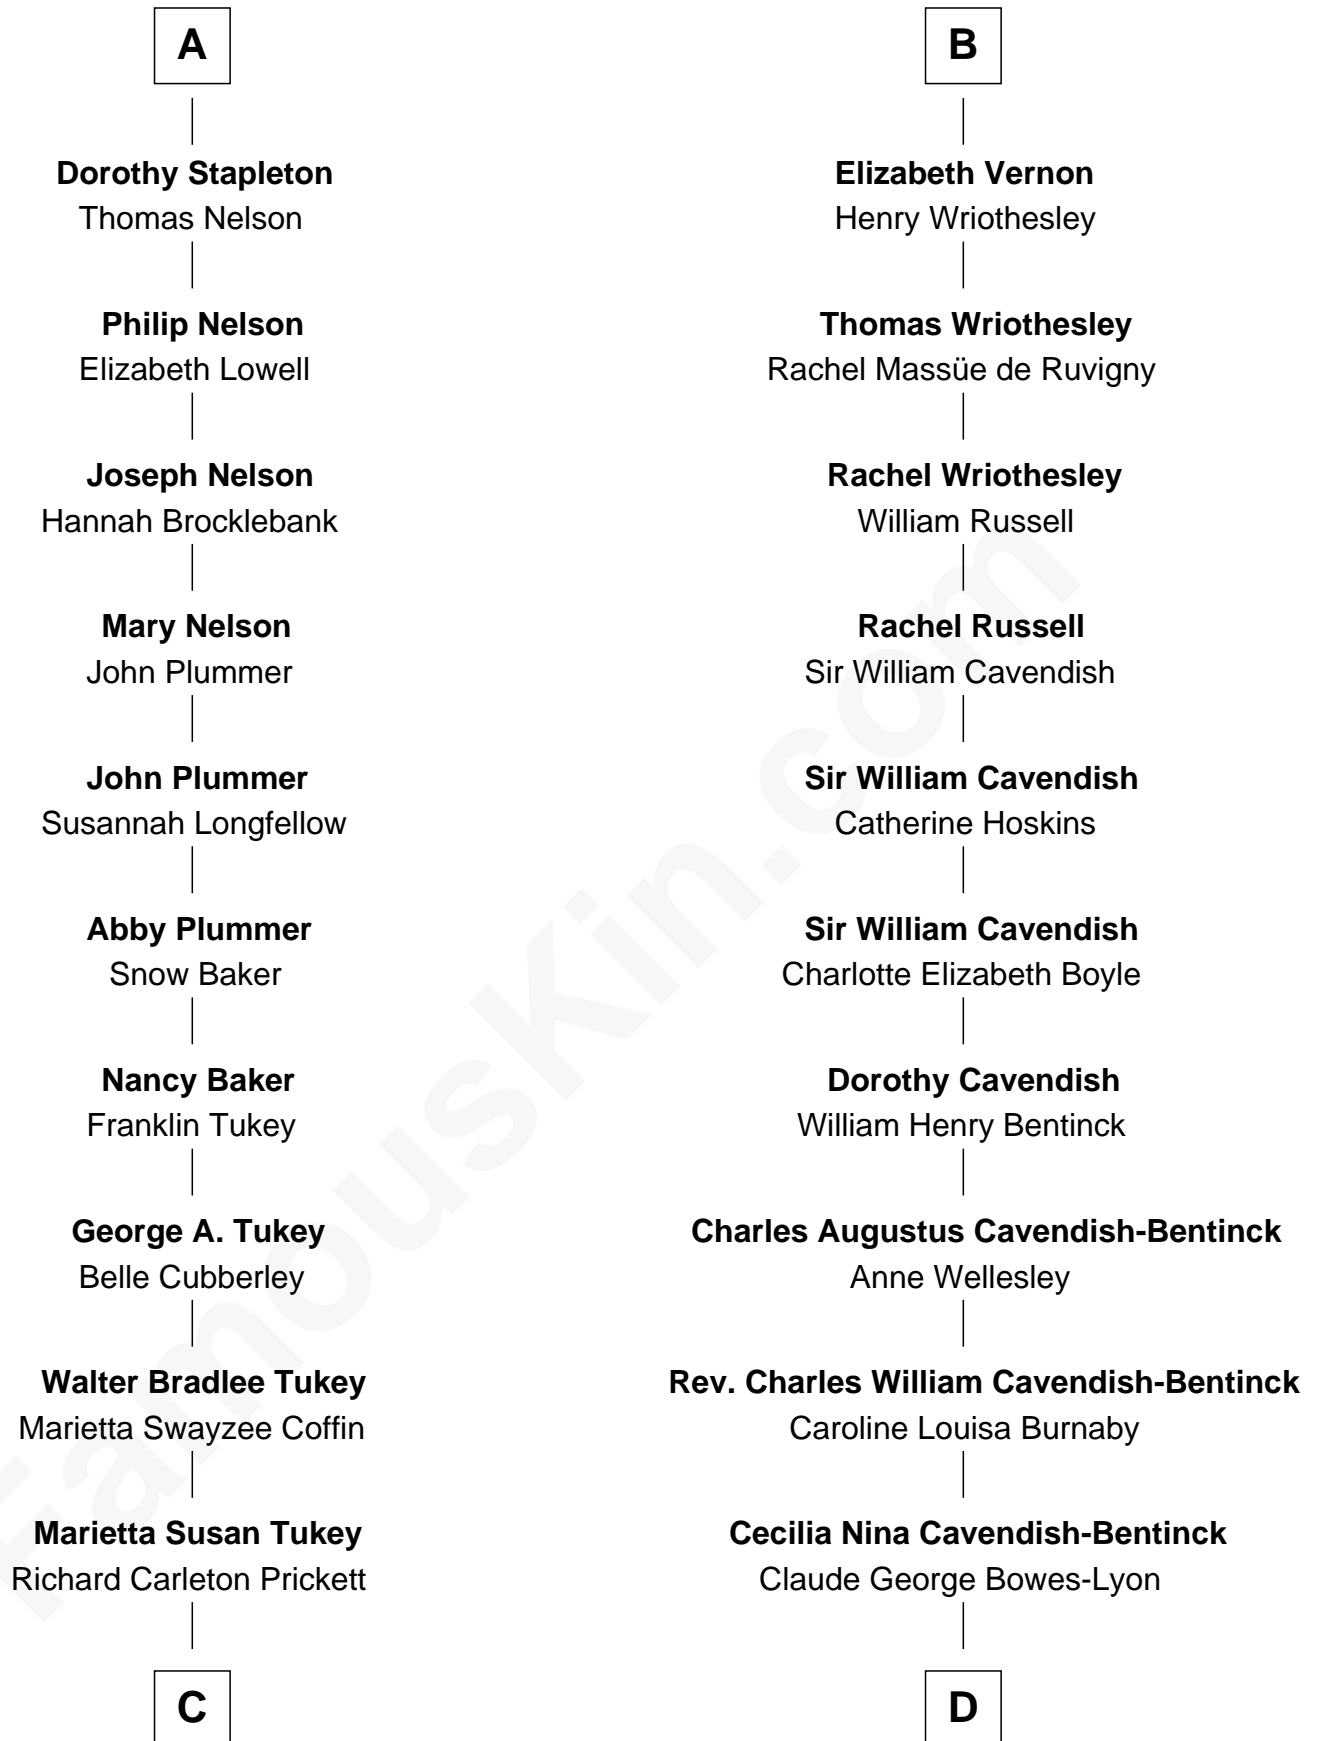 A
Dorothy Stapleton
Thomas Nelson
Philip Nelson
Elizabeth Lowell
Joseph Nelson
Hannah Brocklebank
Mary Nelson
John Plummer
John Plummer
Susannah Longfellow
Abby Plummer
Snow Baker
Nancy Baker
Franklin Tukey
George A. Tukey
Belle Cubberley
Walter Bradlee Tukey
Marietta Swayzee Coffin
Marietta Susan Tukey
Richard Carleton Prickett
C
B
Elizabeth Vernon
Henry Wriothesley
Thomas Wriothesley
Rachel Massüe de Ruvigny
Rachel Wriothesley
William Russell
Rachel Russell
Sir William Cavendish
Sir William Cavendish
Catherine Hoskins
Sir William Cavendish
Charlotte Elizabeth Boyle
Dorothy Cavendish
William Henry Bentinck
Charles Augustus Cavendish-Bentinck
Anne Wellesley
Rev. Charles William Cavendish-Bentinck
Caroline Louisa Burnaby
Cecilia Nina Cavendish-Bentinck
Claude George Bowes-Lyon
D
FamousKin.com